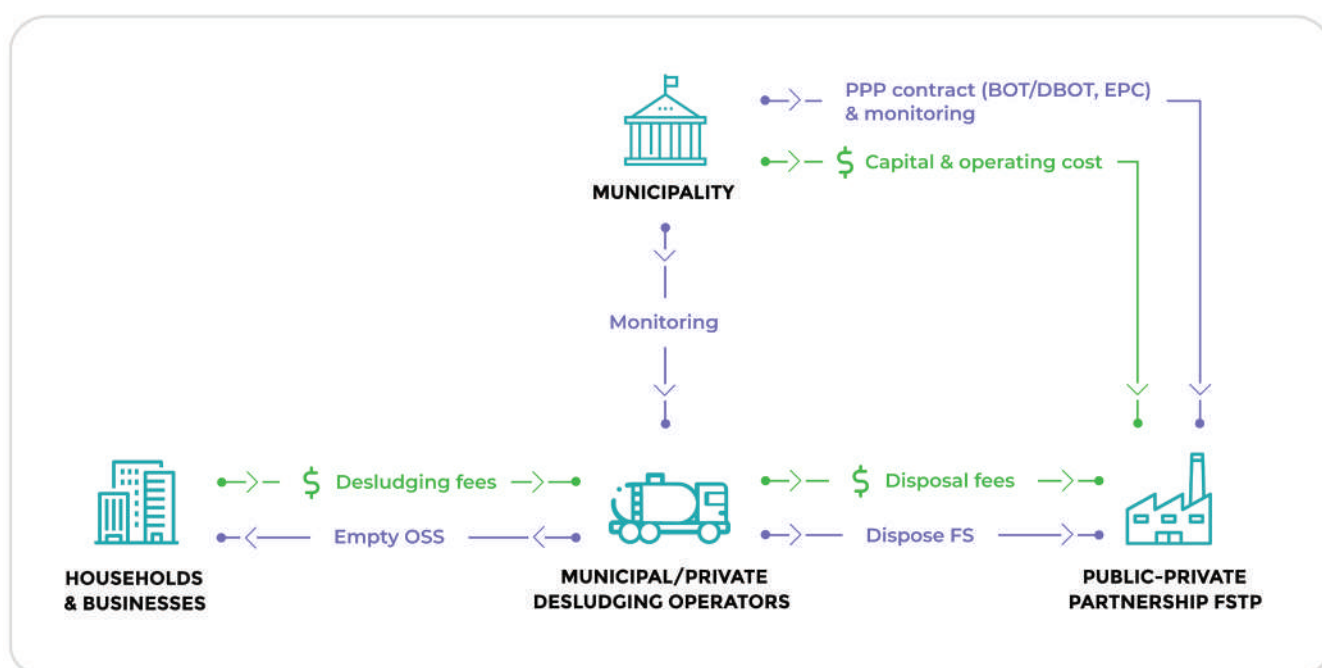 PPP contract (BOT/DBOT, EPC)
& monitoring
$ Capital & operating cost
MUNICIPALITY
Monitoring
$ Desludging fees
$ Disposal fees
Empty OSS
Dispose FS
HOUSEHOLDS
& BUSINESSES
MUNICIPAL/PRIVATE
DESLUDGING OPERATORS
PUBLIC-PRIVATE
PARTNERSHIP FSTP